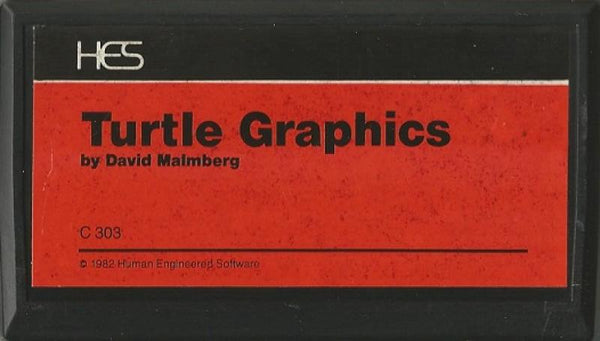 HES
Turtle Graphics
by David Malmberg
C 303
© 1982 Human Engineered Software